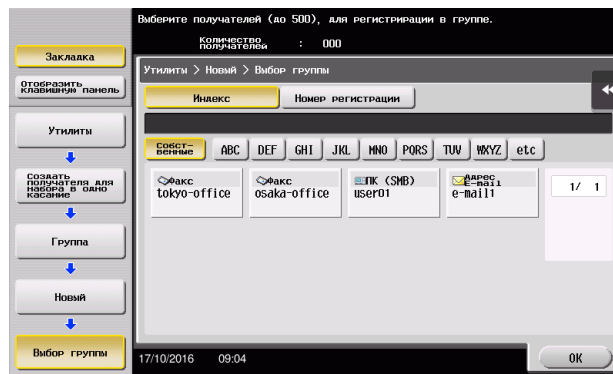 Выберите получателей (до 500), для регистрирации в группе.
Количество
получателей : 000
Закладка
Отобразить
клавишную панель
Утилиты > Новый > Выбор группы
Индекс
Номер регистрации
Утилиты
Собст-
венные
ABC
DEF
GHI
JKL
MNO
PQRS
TUV
WXYZ
etc
Создать
получателя для
набора в одно
касание
Факс
tokyo-office
Факс
osaka-office
ПК (SMB)
user01
Адрес
E-mail
e-mail1
1/ 1
Группа
Новый
Выбор группы
17/10/2016 09:04
OK